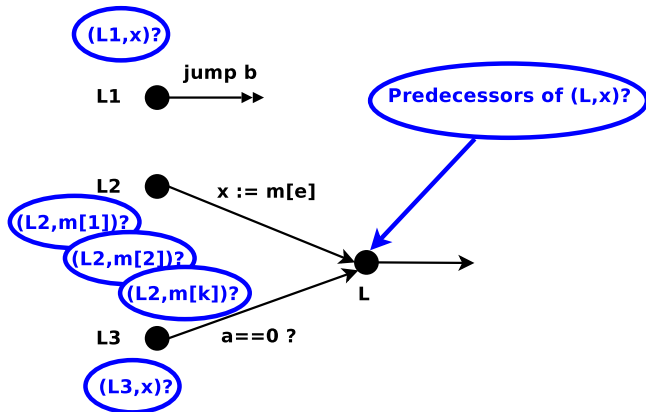 (L1,x)?
jump b
L1
Predecessors of (L,x)?
L2
x := m[e]
(L2,m[1])?
(L2,m[2])?
(L2,m[k])?
L
L3
a==0 ?
(L3,x)?